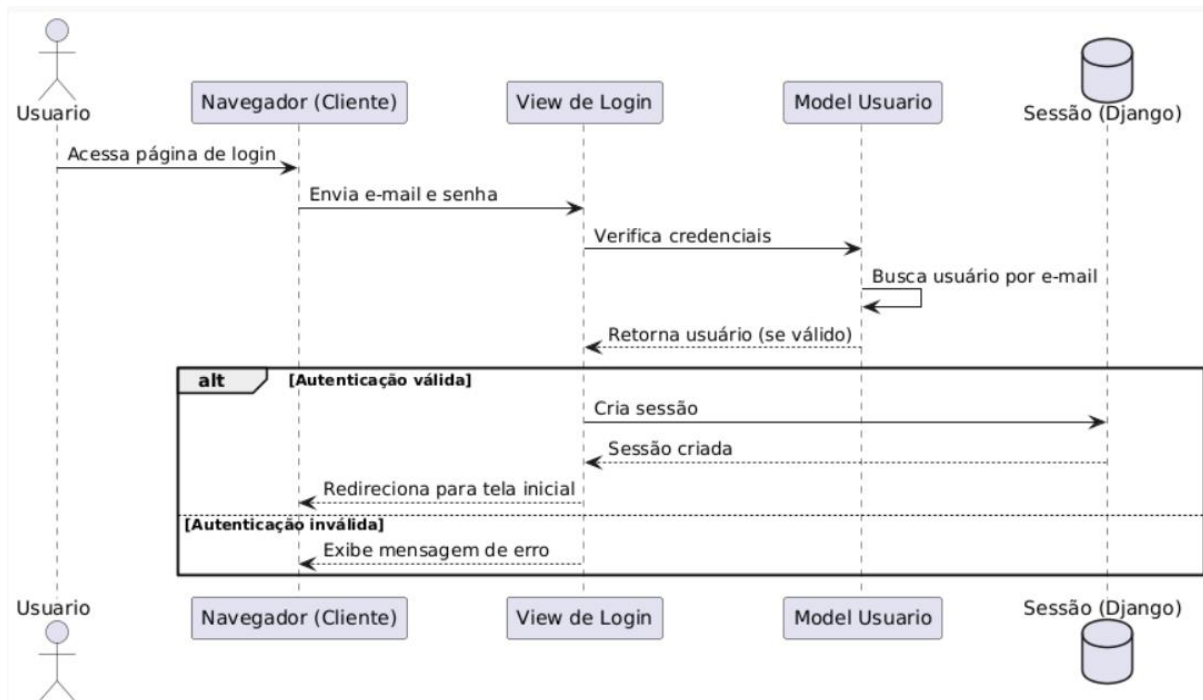 Usuario
Navegador (Cliente)
View de Login
Model Usuario
Sessão (Django)
Acessa página de login
Envia e-mail e senha
Verifica credenciais
Busca usuário por e-mail
Retorna usuário (se válido)
alt [Autenticação válida]
Cria sessão
Sessão criada
Redireciona para tela inicial
[Autenticação inválida]
Exibe mensagem de erro
Usuario
Navegador (Cliente)
View de Login
Model Usuario
Sessão (Django)